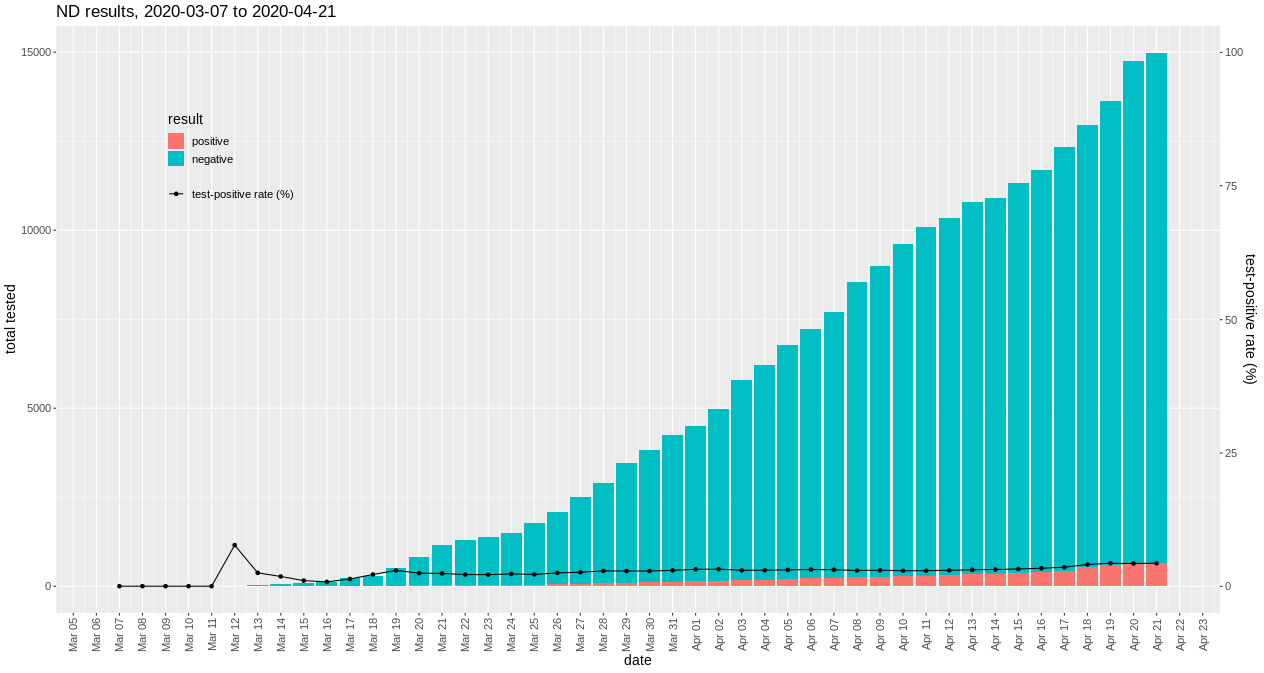 ND results, 2020-03-07 to 2020-04-21
15000
10000
5000
0
total tested
result
positive
negative
test-positive rate (%)
100
75
50
25
0
test-positive rate (%)
Mar 05
Mar 06
Mar 07
Mar 08
Mar 09
Mar 10
Mar 11
Mar 12
Mar 13
Mar 14
Mar 15
Mar 16
Mar 17
Mar 18
Mar 19
Mar 20
Mar 21
Mar 22
Mar 23
Mar 24
Mar 25
Mar 26
Mar 27
Mar 28
Mar 29
Mar 30
Mar 31
Apr 01
Apr 02
Apr 03
Apr 04
Apr 05
Apr 06
Apr 07
Apr 08
Apr 09
Apr 10
Apr 11
Apr 12
Apr 13
Apr 14
Apr 15
Apr 16
Apr 17
Apr 18
Apr 19
Apr 20
Apr 21
Apr 22
Apr 23
date